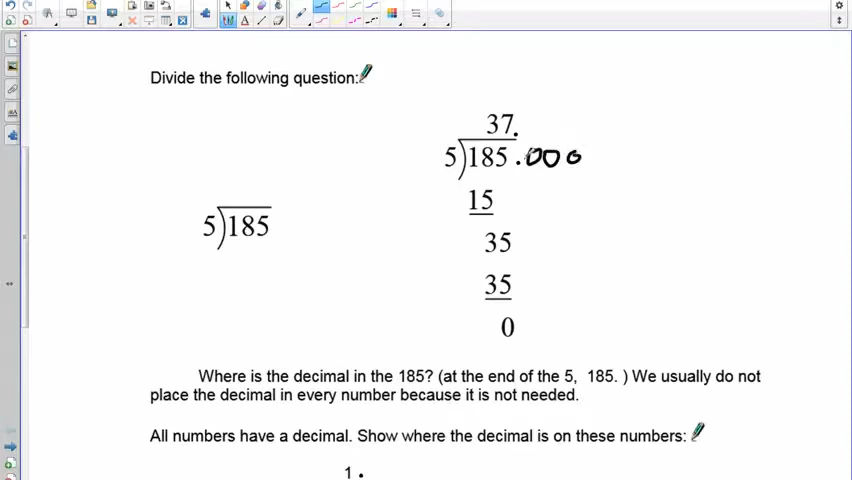 Divide the following question:
37.
5)185.000
15
5)185
35
35
0
Where is the decimal in the 185? (at the end of the 5, 185. ) We usually do not
place the decimal in every number because it is not needed.
All numbers have a decimal. Show where the decimal is on these numbers:
1.